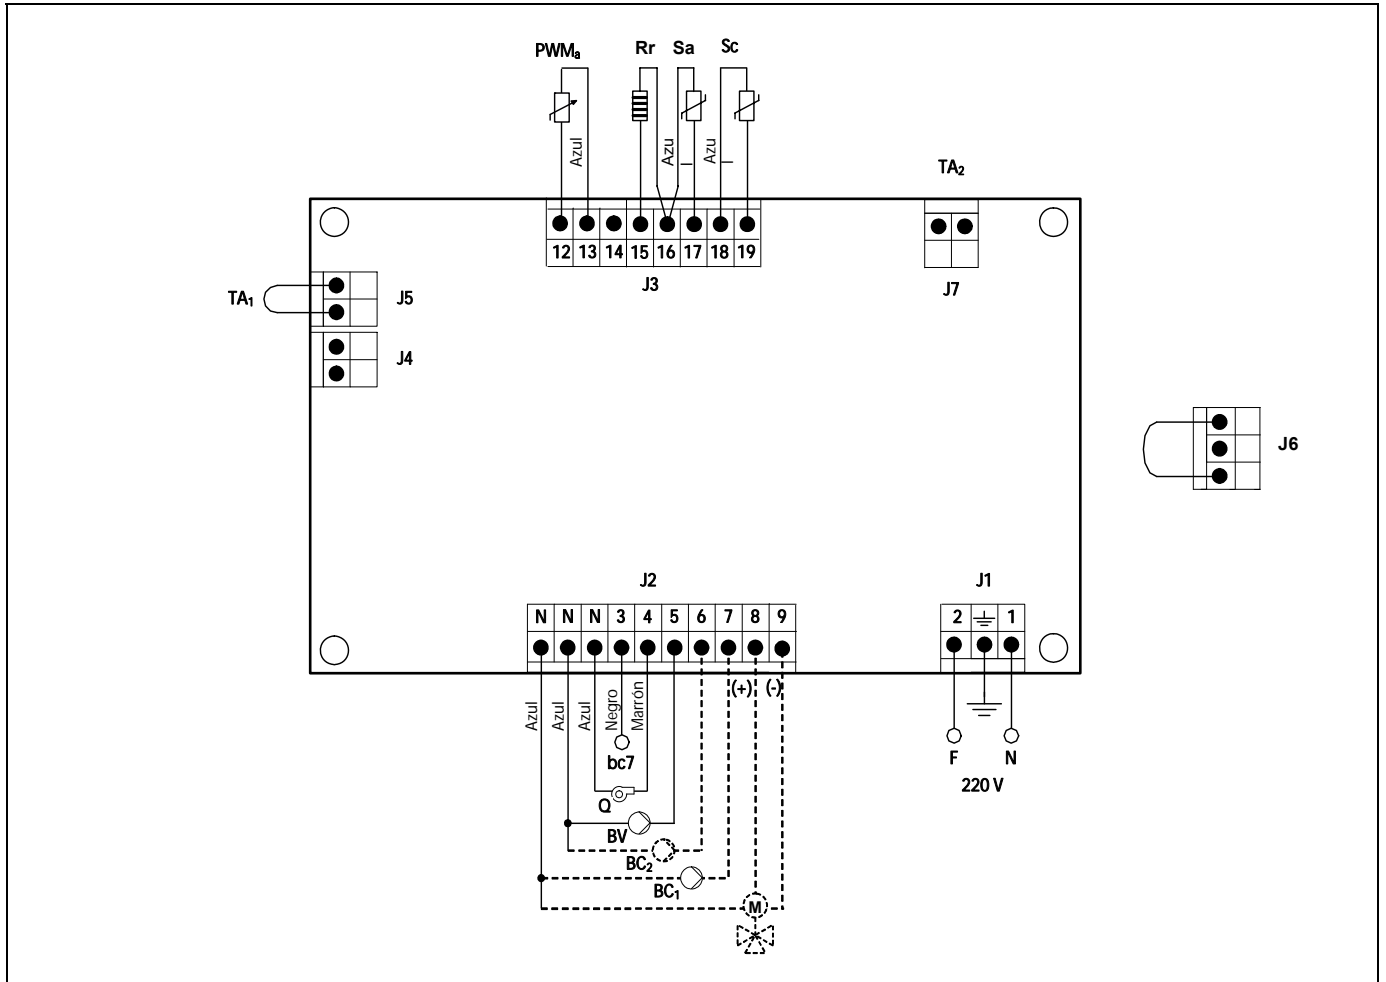 PWMa Rr Sa Sc
Azul Azu l Azu l
TA2
12 13 14 15 16 17 18 19
J3
J7
TA1
J5
J4
J6
J2
J1
N N N 3 4 5 6 7 8 9
2 1
(+) (-)
Azul Azul Azul Negro Marrón
bc7
F N
220 V
Q
BV
BC2
BC1
M